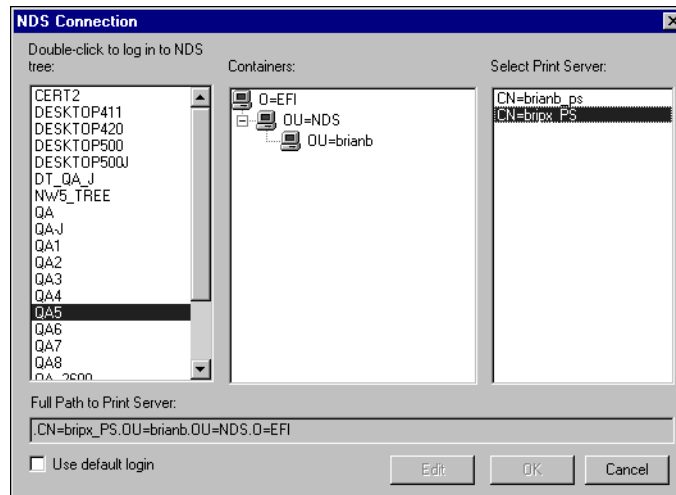 NDS Connection
Double-click to log in to NDS
tree:
Containers:
Select Print Server:
CERT2
DESKTOP411
DESKTOP420
DESKTOP500
DESKTOP500J
DT_QA_J
NW5_TREE
QA
QA-J
QA1
QA2
QA3
QA4
QA5
QA6
QA7
QA8
QA_2600
O=EFI
OU=NDS
OU=brianb
CN=brianb_ps
CN=bripx_PS
Full Path to Print Server:
.CN=bripx_PS.OU=brianb.OU=NDS.O=EFI
Use default login
Edit
OK
Cancel